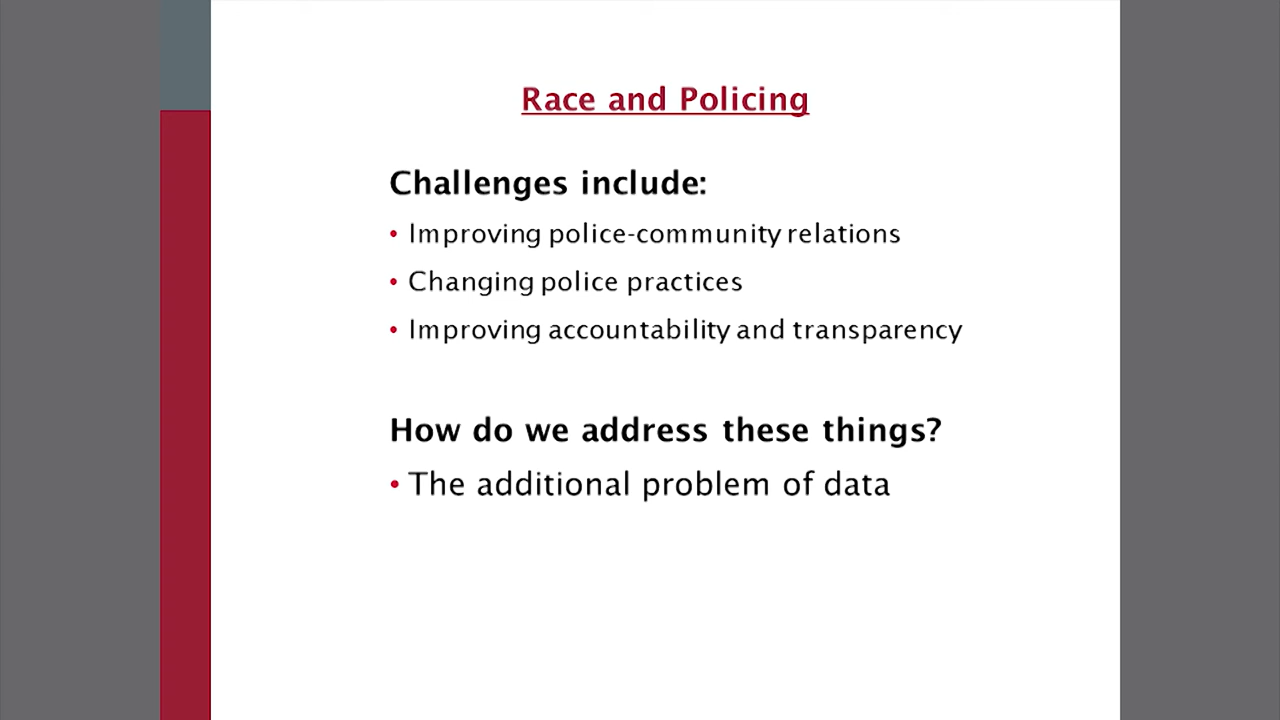 Race and Policing
Challenges include:
• Improving police-community relations
• Changing police practices
• Improving accountability and transparency
How do we address these things?
• The additional problem of data